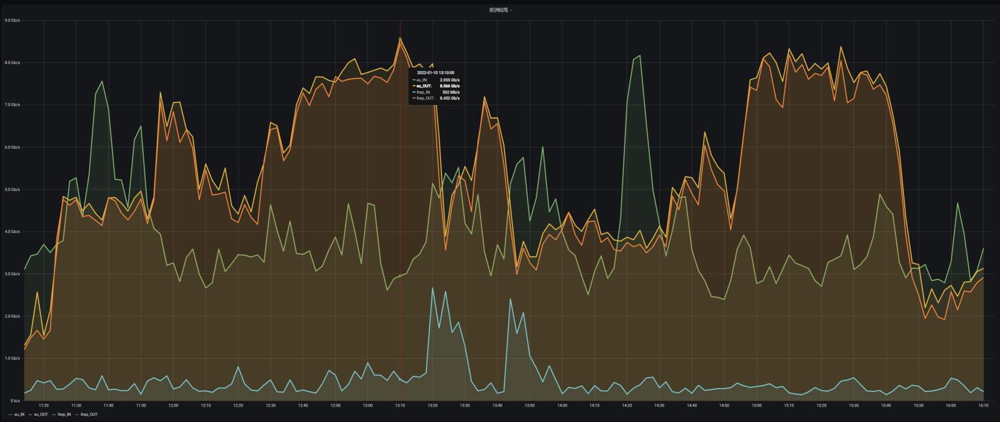 欧洲陆缆
9.0 Gb/s
8.0 Gb/s
7.0 Gb/s
6.0 Gb/s
5.0 Gb/s
4.0 Gb/s
3.0 Gb/s
2.0 Gb/s
1.0 Gb/s
0 b/s
2022-01-10 13:10:00
eu_IN: 2.955 Gb/s
eu_OUT: 8.566 Gb/s
ihep_IN: 502 Mb/s
ihep_OUT: 8.452 Gb/s
11:20 11:30 11:40 11:50 12:00 12:10 12:20 12:30 12:40 12:50 13:00 13:10 13:20 13:30 13:40 13:50 14:00 14:10 14:20 14:30 14:40 14:50 15:00 15:10 15:20 15:30 15:40 15:50 16:00 16:10
eu_IN eu_OUT ihep_IN ihep_OUT